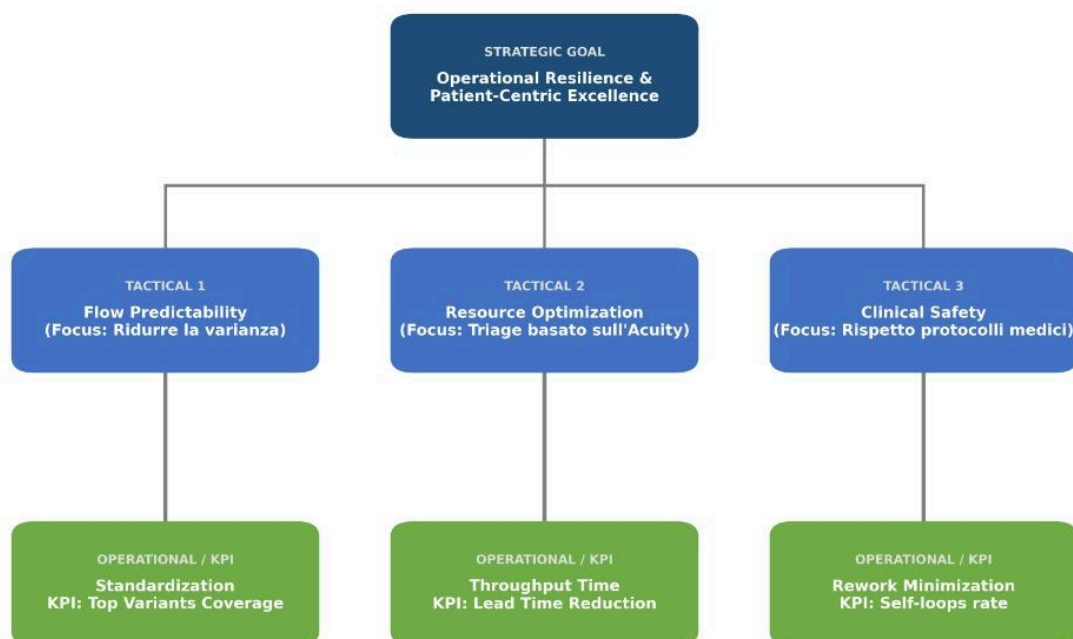 STRATEGIC GOAL
Operational Resilience &
Patient-Centric Excellence
TACTICAL 1
Flow Predictability
(Focus: Ridurre la varianza)
TACTICAL 2
Resource Optimization
(Focus: Triage basato sull'Acuity)
TACTICAL 3
Clinical Safety
(Focus: Rispetto protocolli medici)
OPERATIONAL / KPI
Standardization
KPI: Top Variants Coverage
OPERATIONAL / KPI
Throughput Time
KPI: Lead Time Reduction
OPERATIONAL / KPI
Rework Minimization
KPI: Self-loops rate